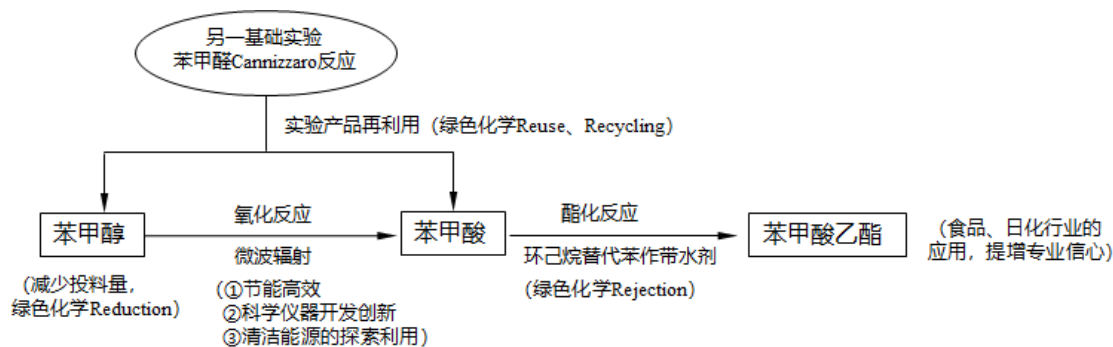 另一基础实验
苯甲醛Cannizzaro反应
实验产品再利用（绿色化学Reuse、Recycling）
苯甲醇
氧化反应
微波辐射
苯甲酸
酯化反应
环己烷替代苯作带水剂
苯甲酸乙酯
（食品、日化行业的
应用，提增专业信心）
（减少投料量，
绿色化学Reduction）
（①节能高效
②科学仪器开发创新
③清洁能源的探索利用）
（绿色化学Rejection）